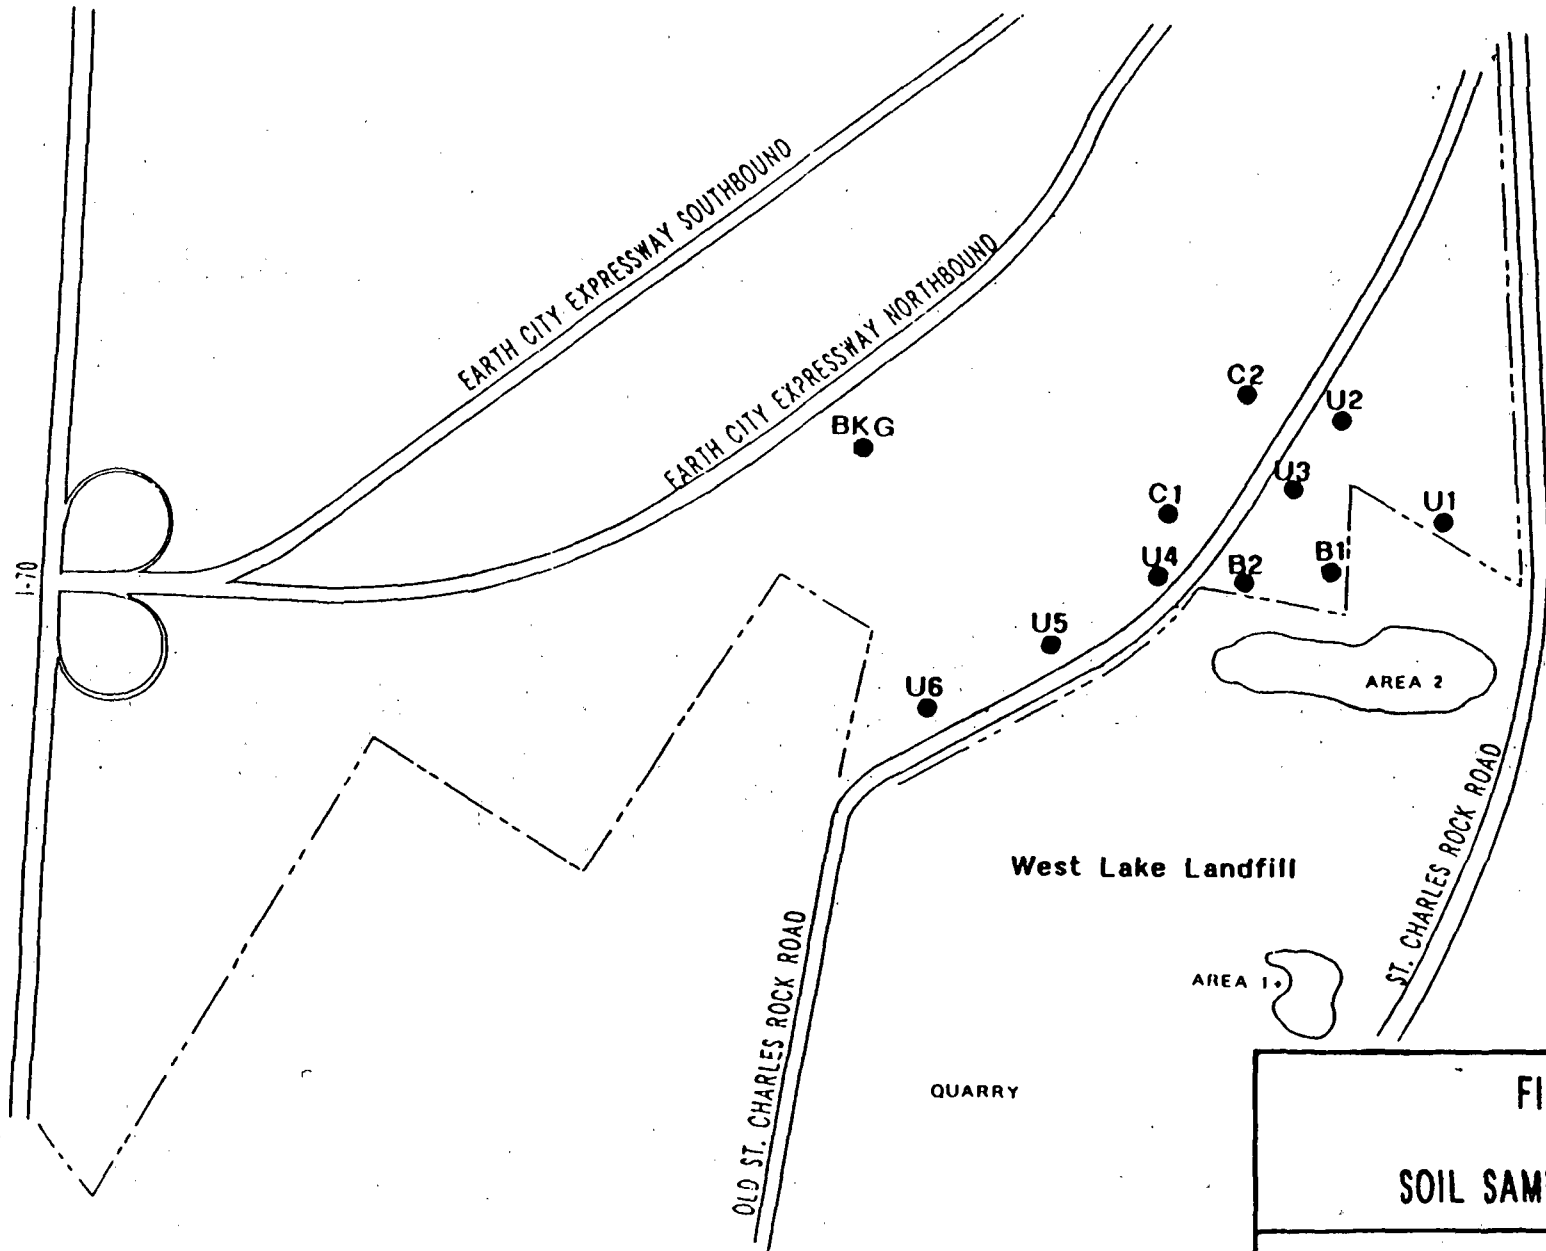 EARTH CITY EXPRESSWAY SOUTHBOUND
EARTH CITY EXPRESSWAY NORTHBOUND
C2
U2
BKG
U3
C1
U1
B1
U4
B2
I-70
U5
AREA 2
U6
ST. CHARLES ROCK ROAD
West Lake Landfill
AREA 1
OLD ST. CHARLES ROCK ROAD
QUARRY
SOIL